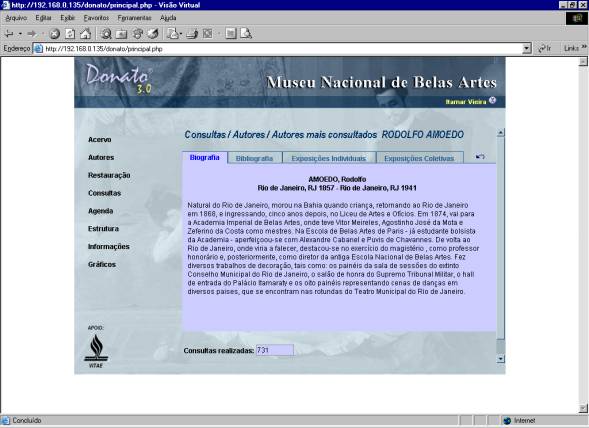 http://192.168.0.135/donato/principal.php - Visão Virtual
Arquivo Editar Exibir Favoritos Ferramentas Ajuda
Endereço http://192.168.0.135/donato/principal.php Ir Links »
Donato 3.0
Museu Nacional de Belas Artes
Itamar Vieira
Consultas / Autores / Autores mais consultados RODOLFO AMOEDO
Acervo
Autores
Restauração
Consultas
Agenda
Estrutura
Informações
Gráficos
Biografia Bibliografia Exposições Individuais Exposições Coletivas
AMOEDO, Rodolfo
Rio de Janeiro, RJ 1857 - Rio de Janeiro, RJ 1941
Natural do Rio de Janeiro, morou na Bahia quando criança, retornando ao Rio de Janeiro
em 1868, e ingressando, cinco anos depois, no Liceu de Artes e Ofícios. Em 1874, vai para
a Academia Imperial de Belas Artes, onde teve Vitor Meireles, Agostinho José da Mota e
Zeferino da Costa como mestres. Na Escola de Belas Artes de Paris - já estudante bolsista
da Academia - aperfeiçoou-se com Alexandre Cabanel e Puvis de Chavannes. De volta ao
Rio de Janeiro, onde viria a falecer, destacou-se no exercício do magistério , como professor
honorário e, posteriormente, como diretor da antiga Escola Nacional de Belas Artes. Fez
diversos trabalhos de decoração, tais como: os painéis da sala de sessões do extinto
Conselho Municipal do Rio de Janeiro, o salão de honra do Supremo Tribunal Militar, o hall
de entrada do Palácio Itamaraty e os oito painéis representando cenas de danças em
diversos países, que se encontram nas rotundas do Teatro Municipal do Rio de Janeiro.
APOIO:
VITAE
Consultas realizadas: 731
Concluído Internet